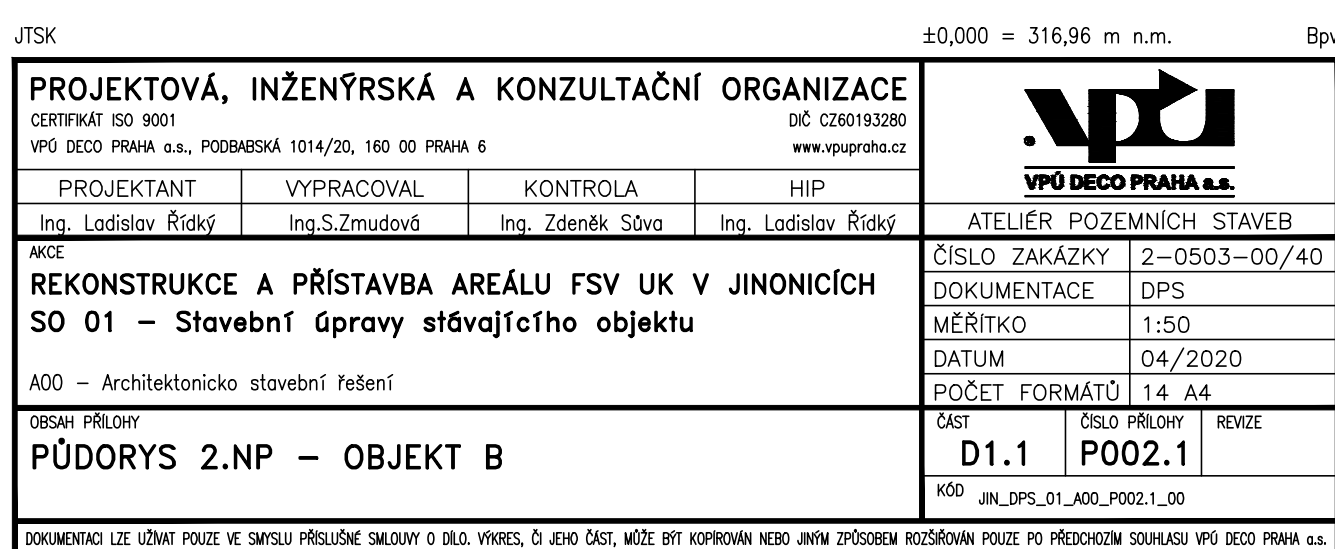 JTSK ±0,000 = 316,96 m n.m. Bpv
PROJEKTOVÁ, INŽENÝRSKÁ A KONZULTAČNÍ ORGANIZACE
CERTIFIKÁT ISO 9001 DIČ CZ60193280
VPÚ DECO PRAHA a.s., PODBABSKÁ 1014/20, 160 00 PRAHA 6 www.vpupraha.cz
.vpú
VPÚ DECO PRAHA a.s.
PROJEKTANT VYPRACOVAL KONTROLA HIP
Ing. Ladislav Řídký Ing.S.Zmudová Ing. Zdeněk Sůva Ing. Ladislav Řídký
ATELIÉR POZEMNÍCH STAVEB
AKCE
REKONSTRUKCE A PŘÍSTAVBA AREÁLU FSV UK V JINONICÍCH
SO 01 – Stavební úpravy stávajícího objektu
A00 – Architektonicko stavební řešení
ČÍSLO ZAKÁZKY 2-0503-00/40
DOKUMENTACE DPS
MĚŘÍTKO 1:50
DATUM 04/2020
POČET FORMÁTŮ 14 A4
OBSAH PŘÍLOHY
PŮDORYS 2.NP – OBJEKT B
ČÁST ČÍSLO PŘÍLOHY REVIZE
D1.1 P002.1
KÓD JIN_DPS_01_A00_P002.1_00
DOKUMENTACI LZE UŽÍVAT POUZE VE SMYSLU PŘÍSLUŠNÉ SMLOUVY O DÍLO. VÝKRES, ČI JEHO ČÁST, MŮŽE BÝT KOPÍROVÁN NEBO JINÝM ZPŮSOBEM ROZŠIŘOVÁN POUZE PO PŘEDCHOZÍM SOUHLASU VPÚ DECO PRAHA a.s.